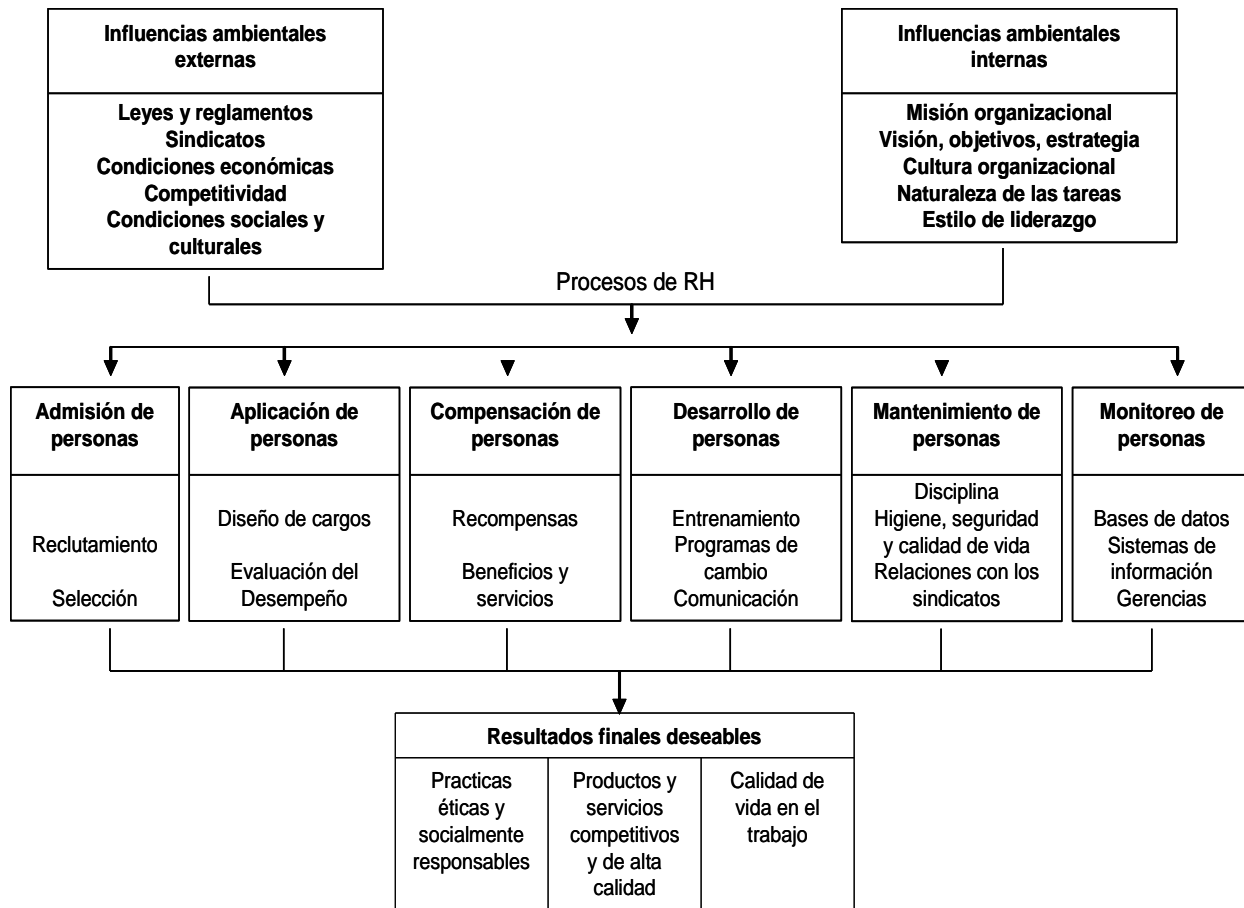 Influencias ambientales
externas
Leyes y reglamentos
Sindicatos
Condiciones económicas
Competitividad
Condiciones sociales y
culturales
Influencias ambientales
internas
Misión organizacional
Visión, objetivos, estrategia
Cultura organizacional
Naturaleza de las tareas
Estilo de liderazgo
Procesos de RH
Admisión de
personas
Reclutamiento
Selección
Aplicación de
personas
Diseño de cargos
Evaluación del
Desempeño
Compensación de
personas
Recompensas
Beneficios y
servicios
Desarrollo de
personas
Entrenamiento
Programas de
cambio
Comunicación
Mantenimiento de
personas
Disciplina
Higiene, seguridad
y calidad de vida
Relaciones con los
sindicatos
Monitoreo de
personas
Bases de datos
Sistemas de
información
Gerencias
Resultados finales deseables
Practicas
éticas y
socialmente
responsables
Productos y
servicios
competitivos
y de alta
calidad
Calidad de
vida en el
trabajo